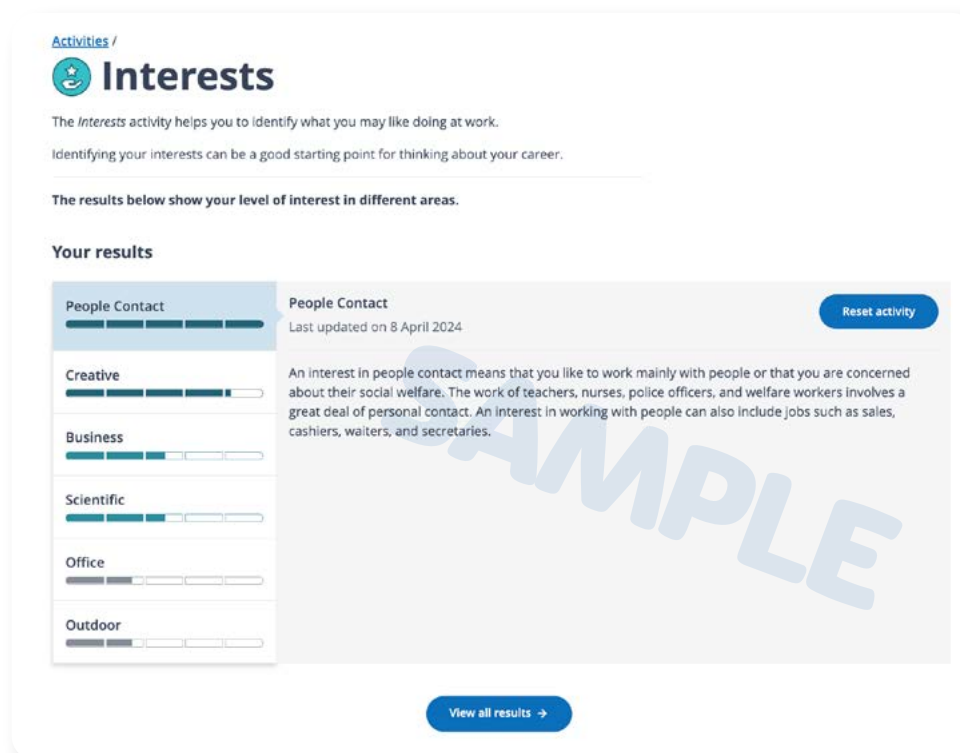 Activities /
Interests
The Interests activity helps you to identify what you may like doing at work.
Identifying your interests can be a good starting point for thinking about your career.
The results below show your level of interest in different areas.
Your results
People Contact
Creative
Business
Scientific
Office
Outdoor
People Contact
Last updated on 8 April 2024
Reset activity
An interest in people contact means that you like to work mainly with people or that you are concerned
about their social welfare. The work of teachers, nurses, police officers, and welfare workers involves a
great deal of personal contact. An interest in working with people can also include jobs such as sales,
cashiers, waiters, and secretaries.
SAMPLE
View all results →